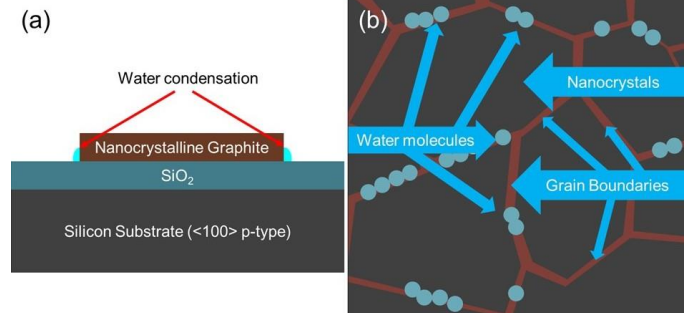 (a)
Water condensation
Nanocrystalline Graphite
SiO₂
Silicon Substrate (<100> p-type)
(b)
Nanocrystals
Water molecules
Grain Boundaries